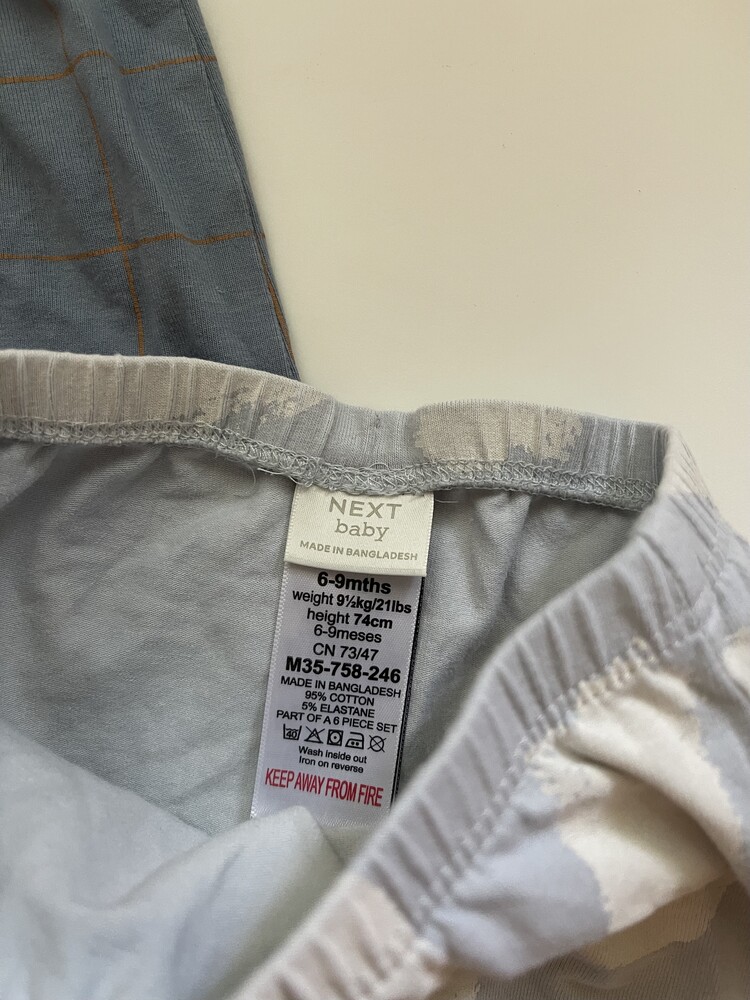 NEXT
baby
MADE IN BANGLADESH
6-9mths
weight 9½kg/21lbs
height 74cm
6-9meses
CN 73/47
M35-758-246
MADE IN BANGLADESH
95% COTTON
5% ELASTANE
PART OF A 6 PIECE SET
40
Wash inside out
Iron on reverse
KEEP AWAY FROM FIRE